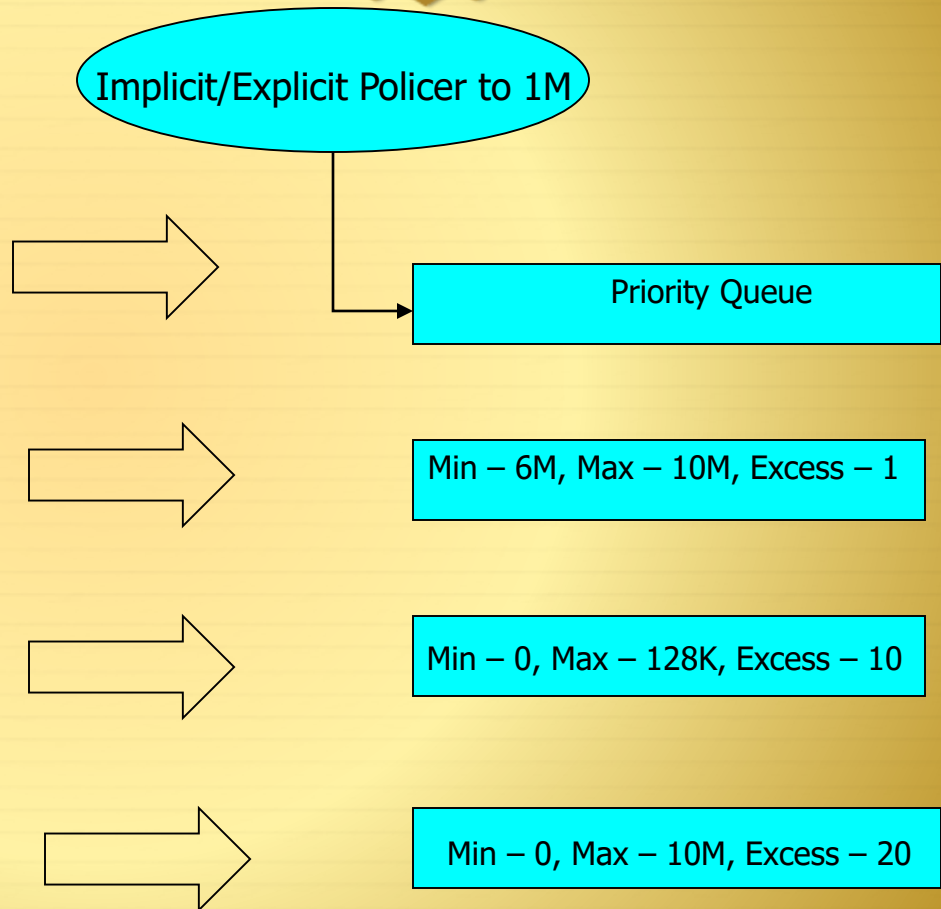 Implicit/Explicit Policer to 1M
Priority Queue
Min – 6M, Max – 10M, Excess – 1
Min – 0, Max – 128K, Excess – 10
Min – 0, Max – 10M, Excess – 20